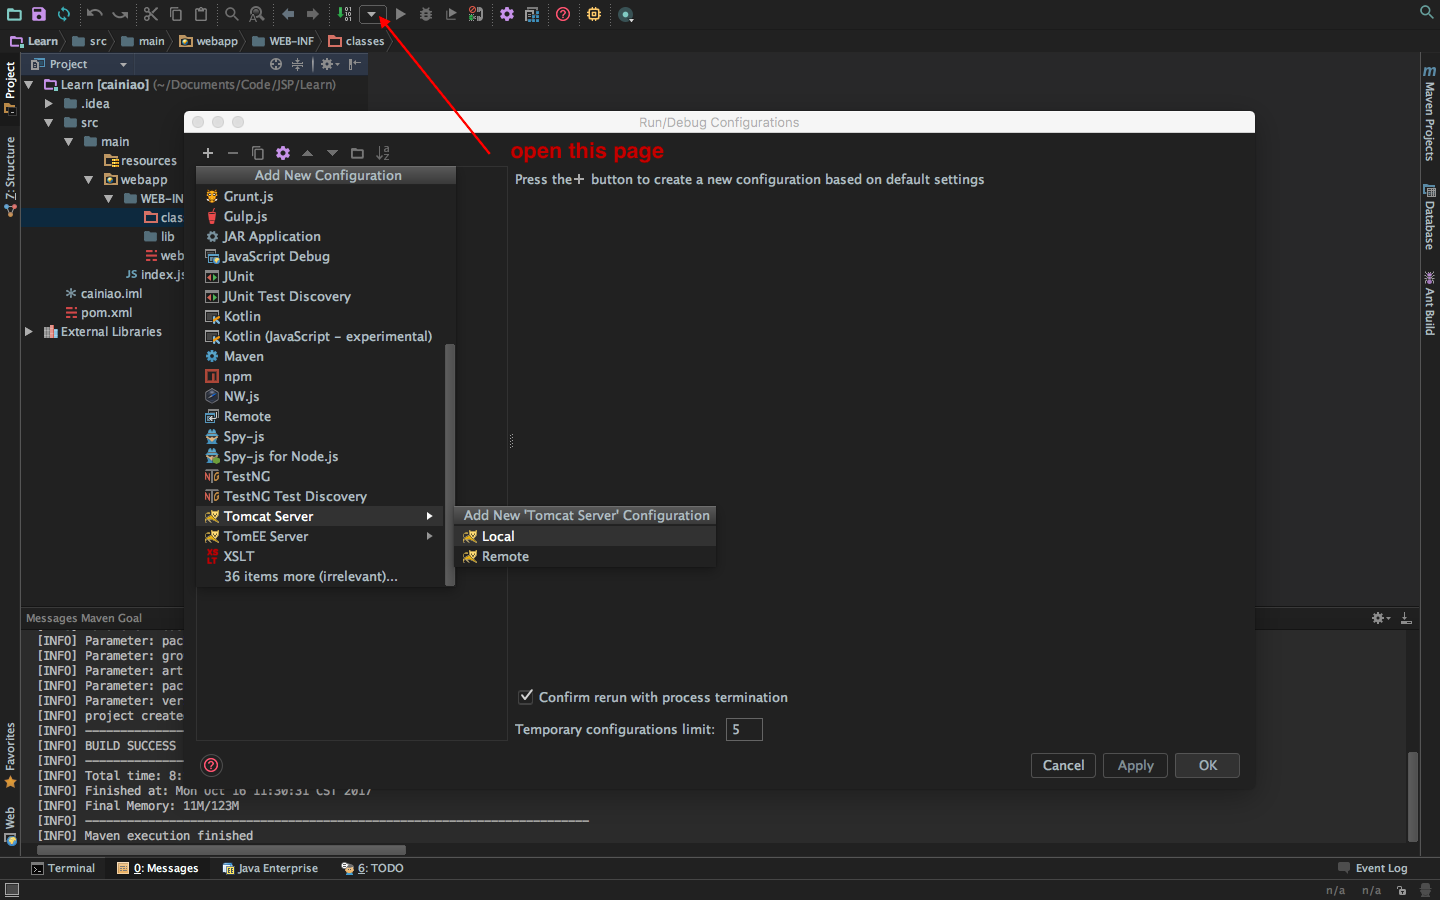 Learn src main webapp WEB-INF classes
Project
Learn [cainiao] (~/Documents/Code/JSP/Learn)
.idea
src
main
resources
webapp
WEB-IN
clas
lib
web
JS index.js
cainiao.iml
pom.xml
External Libraries
Project
Z: Structure
Favorites
Web
Run/Debug Configurations
open this page
Add New Configuration
Press the + button to create a new configuration based on default settings
Grunt.js
Gulp.js
JAR Application
JavaScript Debug
JUnit
JUnit Test Discovery
Kotlin
Kotlin (JavaScript - experimental)
Maven
npm
NW.js
Remote
Spy-js
Spy-js for Node.js
TestNG
TestNG Test Discovery
Tomcat Server
TomEE Server
XSLT
36 items more (irrelevant)...
Add New 'Tomcat Server' Configuration
Local
Remote
Confirm rerun with process termination
Temporary configurations limit: 5
Cancel Apply OK
m Maven Projects
Database
Ant Build
Messages Maven Goal
[INFO] Parameter: pac
[INFO] Parameter: gro
[INFO] Parameter: art
[INFO] Parameter: pac
[INFO] Parameter: ver
[INFO] project create
[INFO] ----------------
[INFO] BUILD SUCCESS
[INFO] ----------------
[INFO] Total time: 8:
[INFO] Finished at: Mon Oct 16 11:30:31 CST 2017
[INFO] Final Memory: 11M/123M
[INFO] ------------------------------------------------------------------------
[INFO] Maven execution finished
Terminal 0: Messages Java Enterprise 6: TODO Event Log
n/a n/a